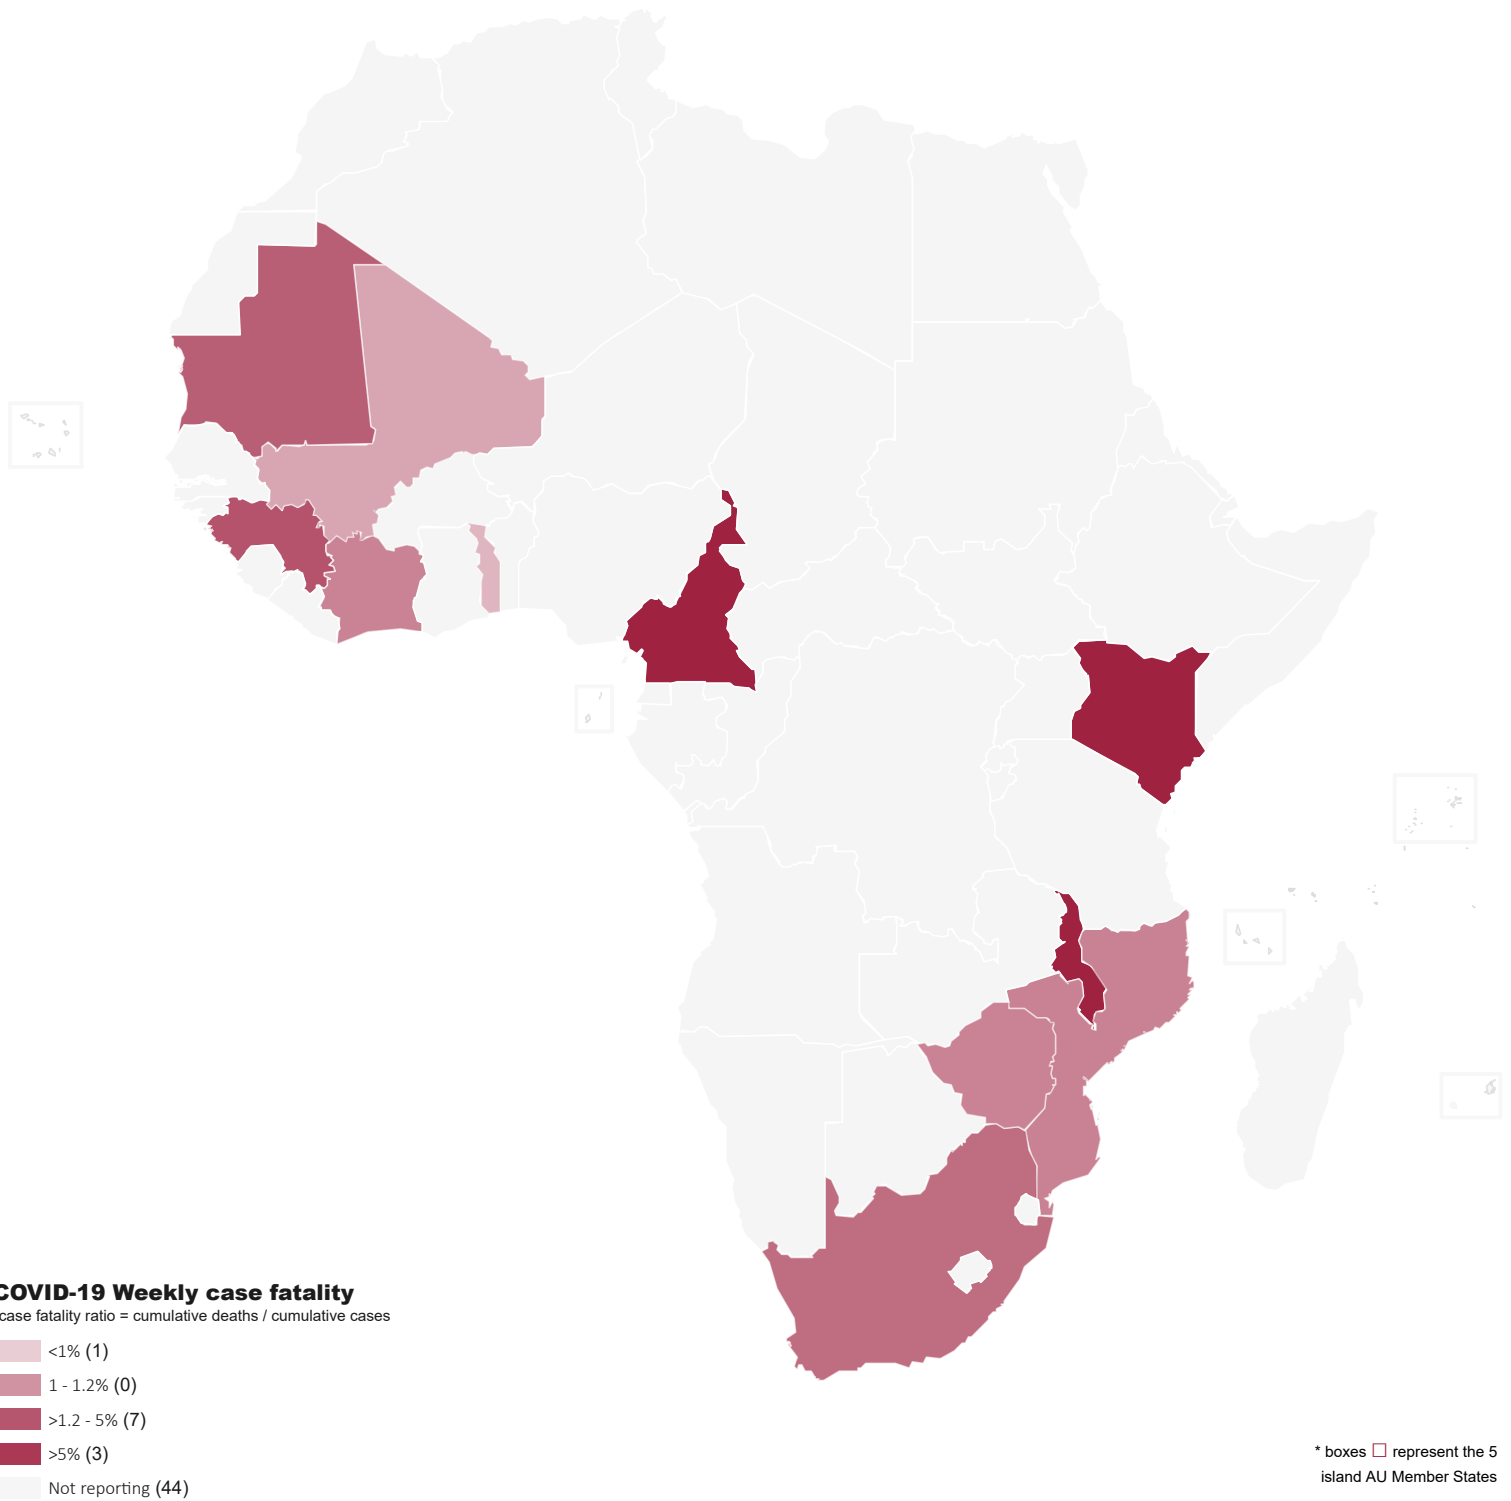 COVID-19 Weekly case fatality
case fatality ratio = cumulative deaths / cumulative cases
<1% (1)
1 - 1.2% (0)
>1.2 - 5% (7)
>5% (3)
Not reporting (44)
* boxes □ represent the 5
island AU Member States